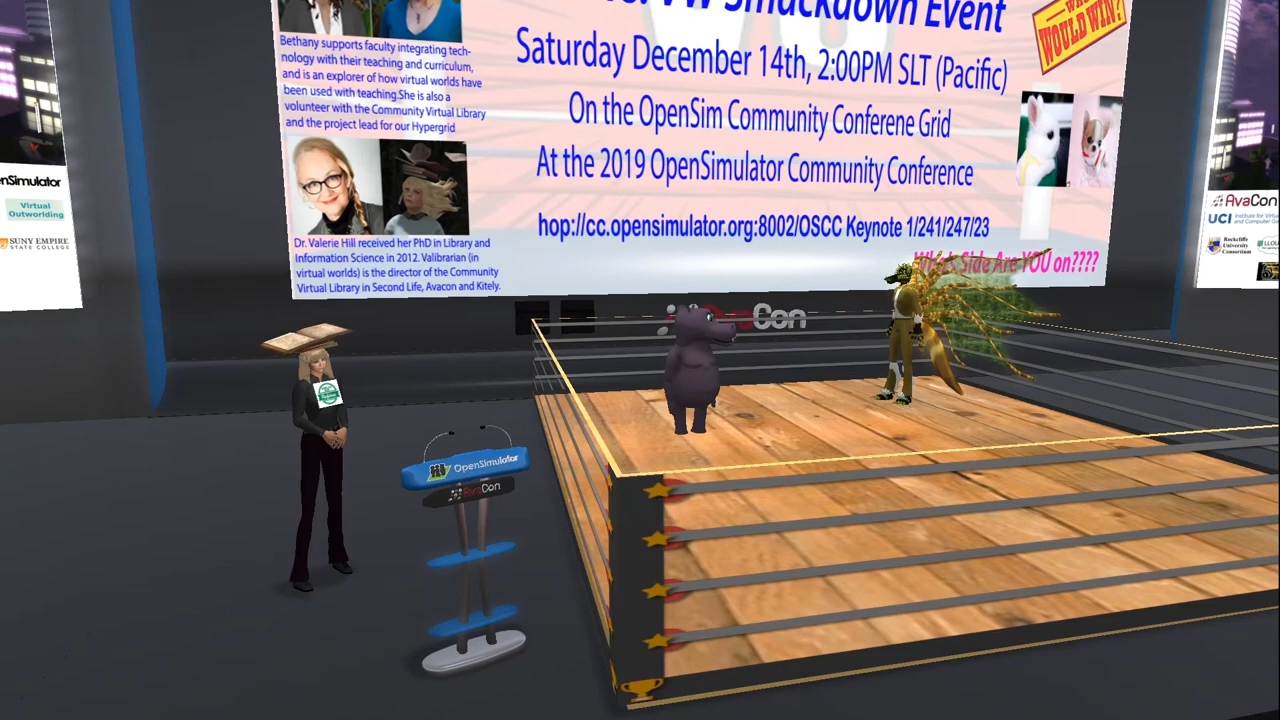 VW Smackdown Event
Saturday December 14th, 2:00PM SLT (Pacific)
On the OpenSim Community Conferene Grid
At the 2019 OpenSimulator Community Conference
hop://cc.opensimulator.org:8002/OSCC Keynote 1/241/247/23
WOULD WIN?
Side Are YOU on????
Bethany supports faculty integrating tech-
nology with their teaching and curriculum,
and is an explorer of how virtual worlds have
been used with teaching.She is also a
volunteer with the Community Virtual Library
and the project lead for our Hypergrid
Dr. Valerie Hill received her PhD in Library and
Information Science in 2012. Valibrarian (in
virtual worlds) is the director of the Community
Virtual Library in Second Life, Avacon and Kitely.
nSimulator
Virtual
Outworlding
SUNY EMPIRE
STATE COLLEGE
AvaCon
UCI
Rockcliffe
University
Consortium
Con
OpenSimulator
AvaCon